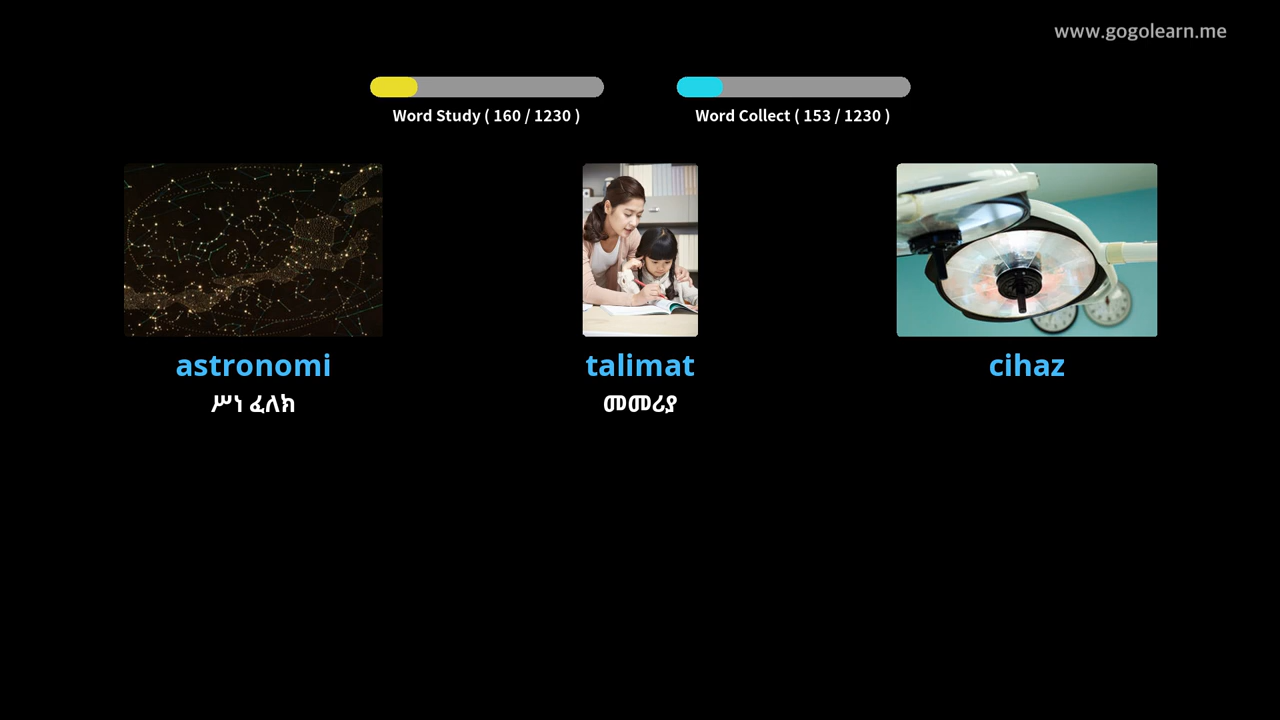 www.gogolearn.me
Word Study ( 160 / 1230 )
Word Collect ( 153 / 1230 )
astronomi
talimat
cihaz
ሥነ ፈለክ
መመሪያ